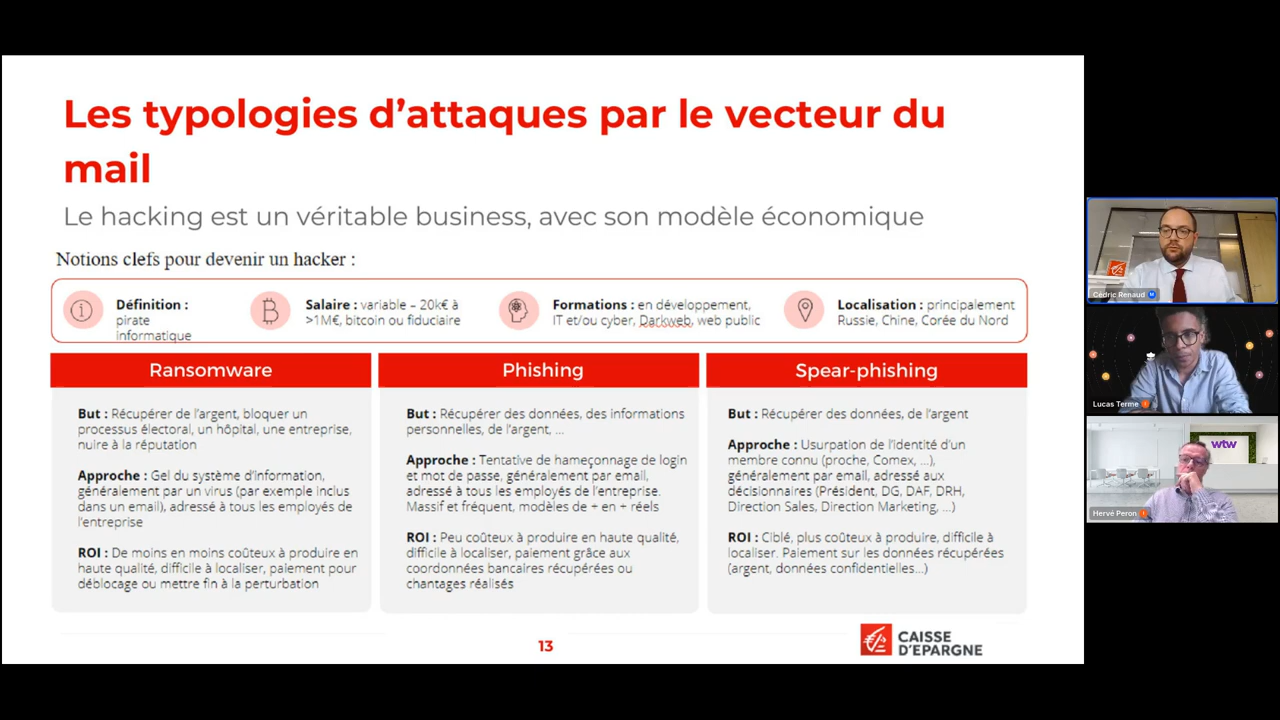 Les typologies d’attaques par le vecteur du
mail
Le hacking est un véritable business, avec son modèle économique
Notions clefs pour devenir un hacker :
Définition :
pirate
informatique
Salaire : variable – 20k€ à
>1M€, bitcoin ou fiduciaire
Formations : en développement,
IT et/ou cyber, Darkweb, web public
Localisation : principalement
Russie, Chine, Corée du Nord
Ransomware
But : Récupérer de l’argent, bloquer un
processus électoral, un hôpital, une entreprise,
nuire à la réputation
Approche : Gel du système d’information,
généralement par un virus (par exemple inclus
dans un email), adressé à tous les employés de
l’entreprise
ROI : De moins en moins coûteux à produire en
haute qualité, difficile à localiser, paiement pour
déblocage ou mettre fin à la perturbation
Phishing
But : Récupérer des données, des informations
personnelles, de l’argent, ...
Approche : Tentative de hameçonnage de login
et mot de passe, généralement par email,
adressé à tous les employés de l’entreprise.
Massif et fréquent, modèles de + en + réels
ROI : Peu coûteux à produire en haute qualité,
difficile à localiser, paiement grâce aux
coordonnées bancaires récupérées ou
chantages réalisés
Spear-phishing
But : Récupérer des données, de l’argent
Approche : Usurpation de l’identité d’un
membre connu (proche, Comex, ...),
généralement par email, adressé aux
décisionnaires (Président, DG, DAF, DRH,
Direction Sales, Direction Marketing, ...)
ROI : Ciblé, plus coûteux à produire, difficile à
localiser. Paiement sur les données récupérées
(argent, données confidentielles...)
13
CAISSE
D’EPARGNE
Cédric Renaud
Lucas Terme
wtw
Hervé Peron